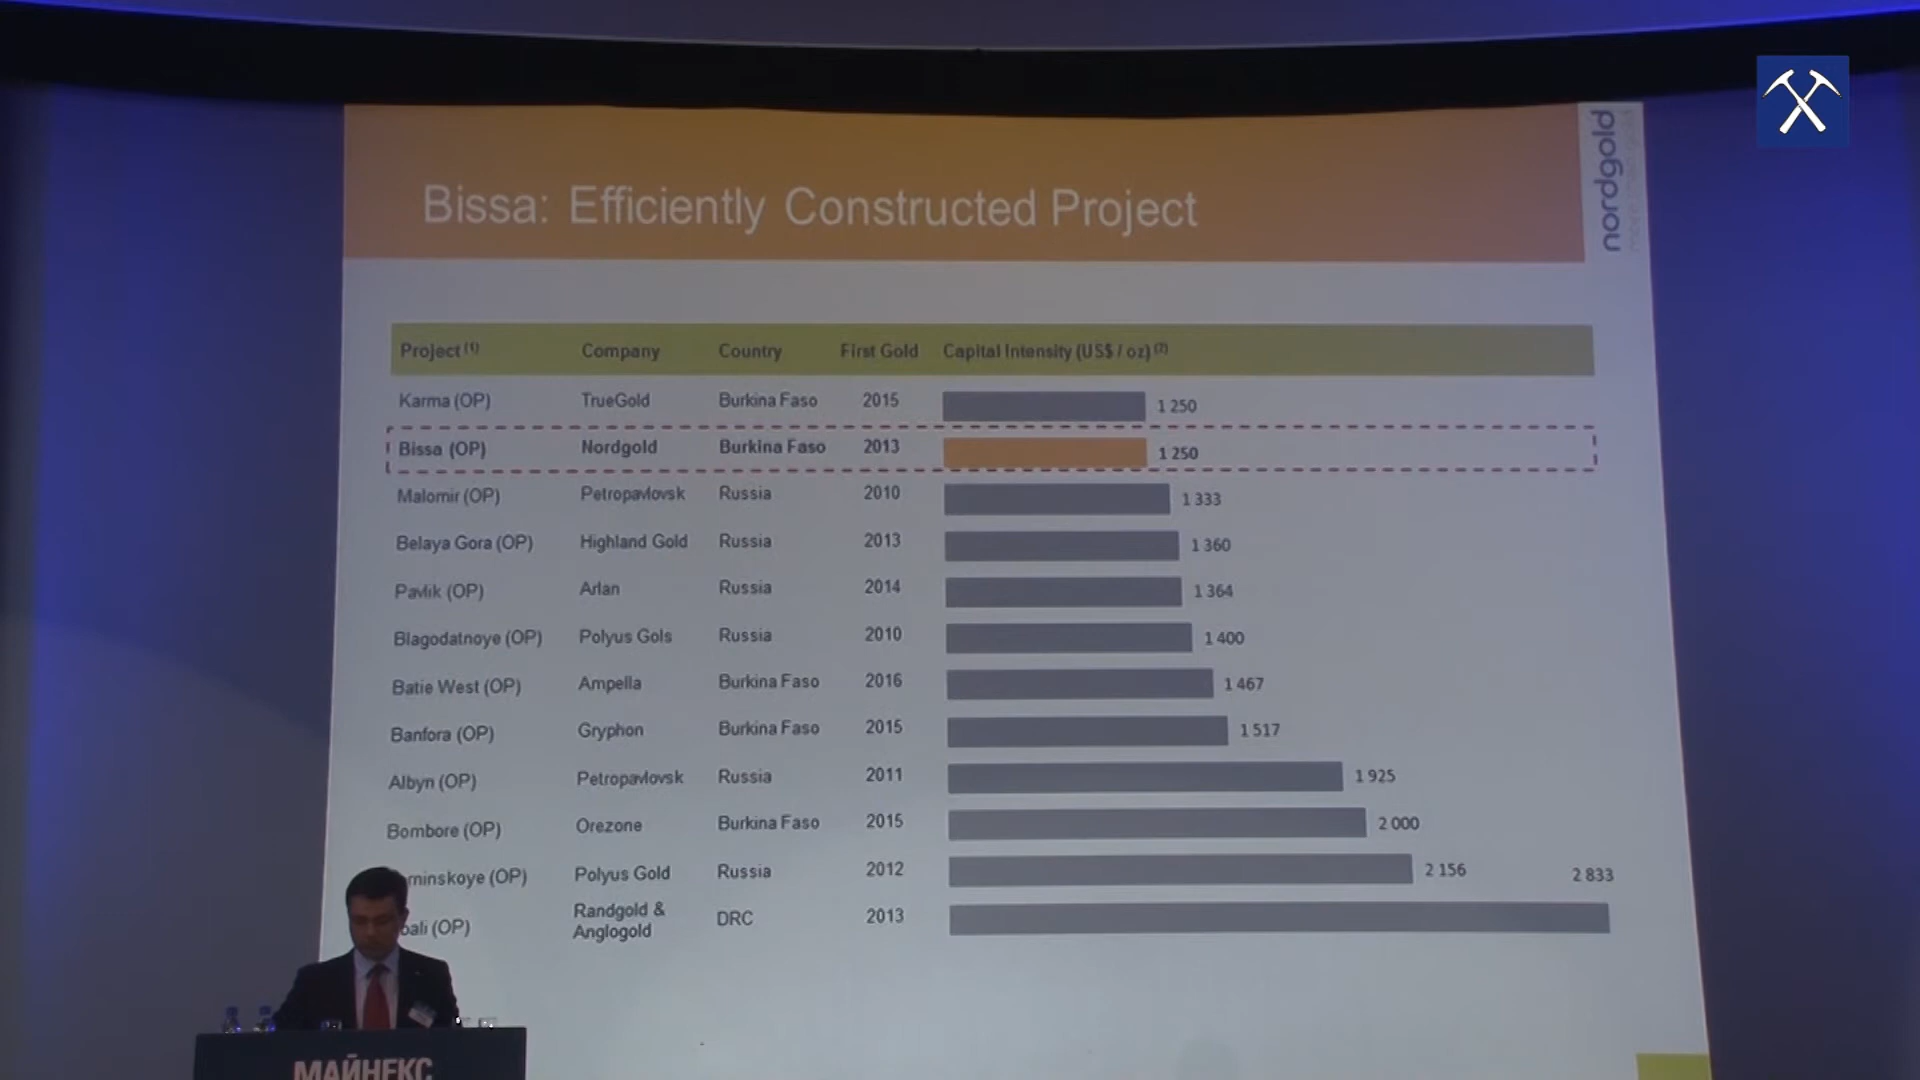 nordgold
Bissa: Efficiently Constructed Project
Project (1) Company Country First Gold Capital Intensity (US$ / oz) (2)
Karma (OP) TrueGold Burkina Faso 2015 1 250
Bissa (OP) Nordgold Burkina Faso 2013 1 250
Malomir (OP) Petropavlovsk Russia 2010 1 333
Belaya Gora (OP) Highland Gold Russia 2013 1 360
Pavlik (OP) Arlan Russia 2014 1 364
Blagodatnoye (OP) Polyus Gols Russia 2010 1 400
Batie West (OP) Ampella Burkina Faso 2016 1 467
Banfora (OP) Gryphon Burkina Faso 2015 1 517
Albyn (OP) Petropavlovsk Russia 2011 1 925
Bombore (OP) Orezone Burkina Faso 2015 2 000
minskoye (OP) Polyus Gold Russia 2012 2 156
2 833
bali (OP) Randgold & Anglogold DRC 2013
МАЙНЕКС